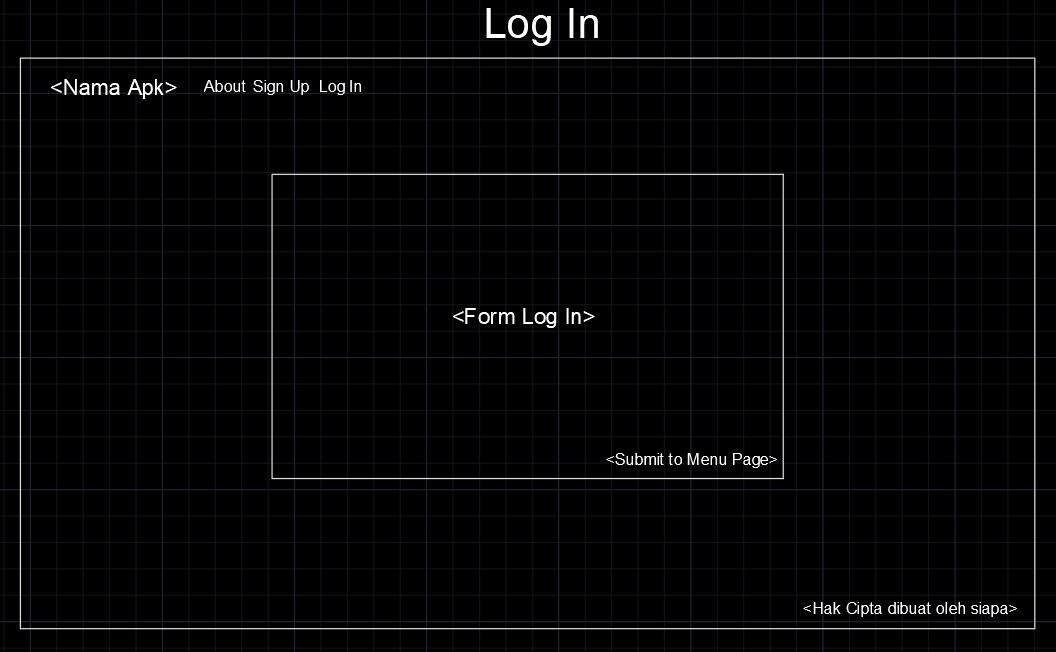 Log In
<Nama Apk> About Sign Up Log In
<Form Log In>
<Submit to Menu Page>
<Hak Cipta dibuat oleh siapa>